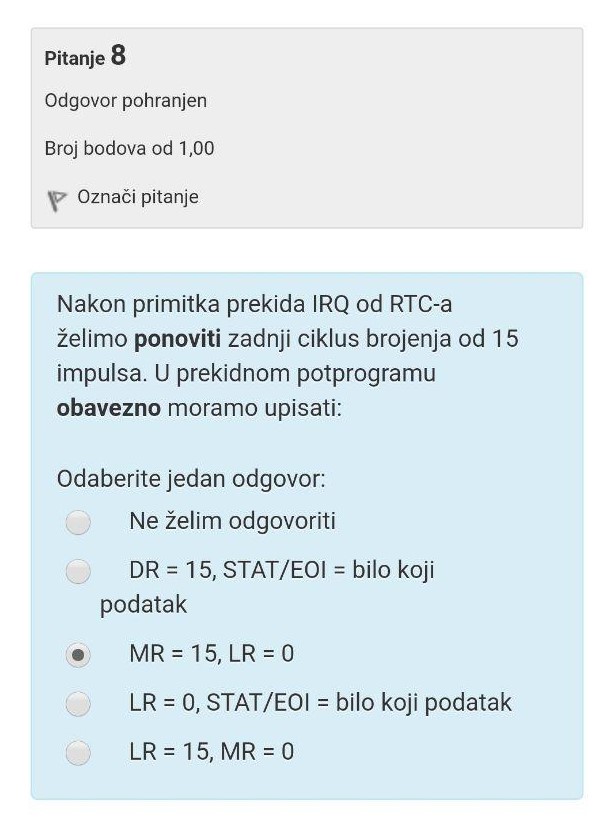 Pitanje 8
Odgovor pohranjen
Broj bodova od 1,00
Označi pitanje
Nakon primitka prekida IRQ od RTC-a
želimo ponoviti zadnji ciklus brojenja od 15
impulsa. U prekidnom potprogramu
obavezno moramo upisati:
Odaberite jedan odgovor:
Ne želim odgovoriti
DR = 15, STAT/EOI = bilo koji
podatak
MR = 15, LR = 0
LR = 0, STAT/EOI = bilo koji podatak
LR = 15, MR = 0